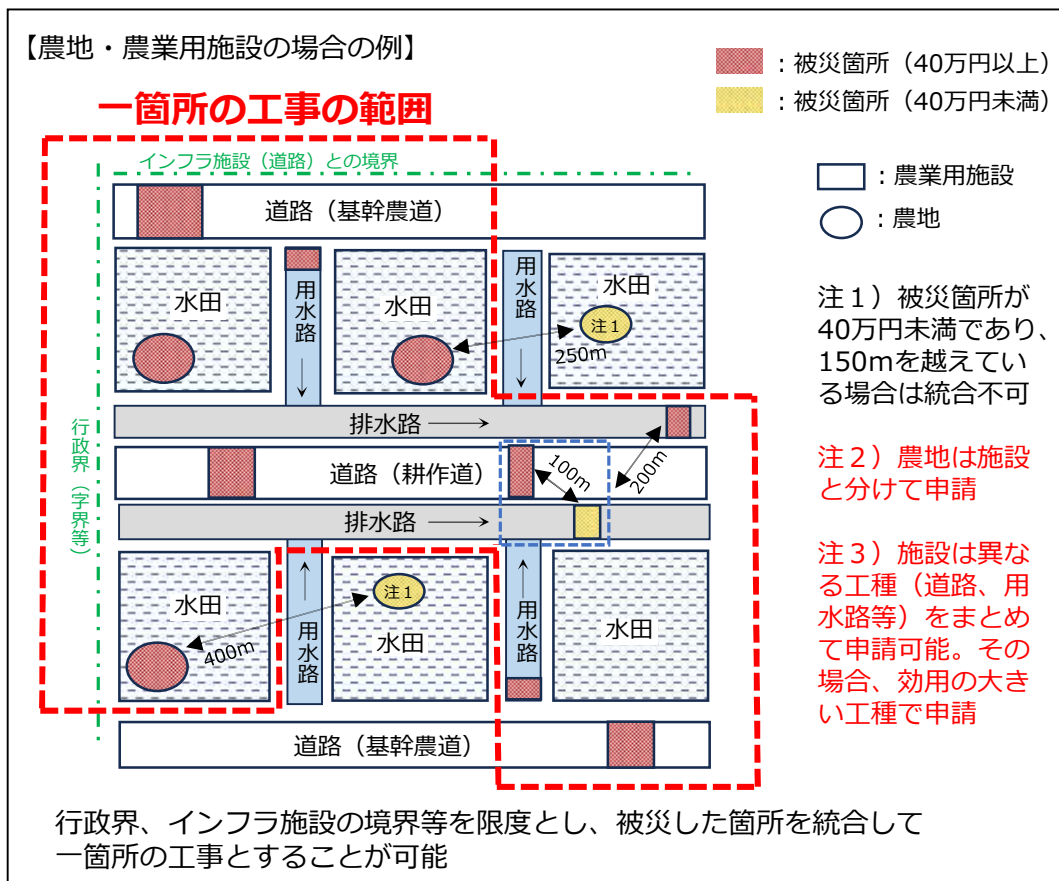 【農地・農業用施設の場合の例】
：被災箇所（40万円以上）
：被災箇所（40万円未満）
一箇所の工事の範囲
インフラ施設（道路）との境界
：農業用施設
：農地
道路（基幹農道）
水田
用水路
水田
用水路
水田
注１
250m
注１）被災箇所が
40万円未満であり、
150mを越えてい
る場合は統合不可
排水路
行政界（字界等）
道路（耕作道）
100m
200m
注２）農地は施設
と分けて申請
排水路
注３）施設は異な
る工種（道路、用
水路等）をまとめ
て申請可能。その
場合、効用の大き
い工種で申請
水田
400m
用水路
注１
水田
用水路
水田
道路（基幹農道）
行政界、インフラ施設の境界等を限度とし、被災した箇所を統合して
一箇所の工事とすることが可能